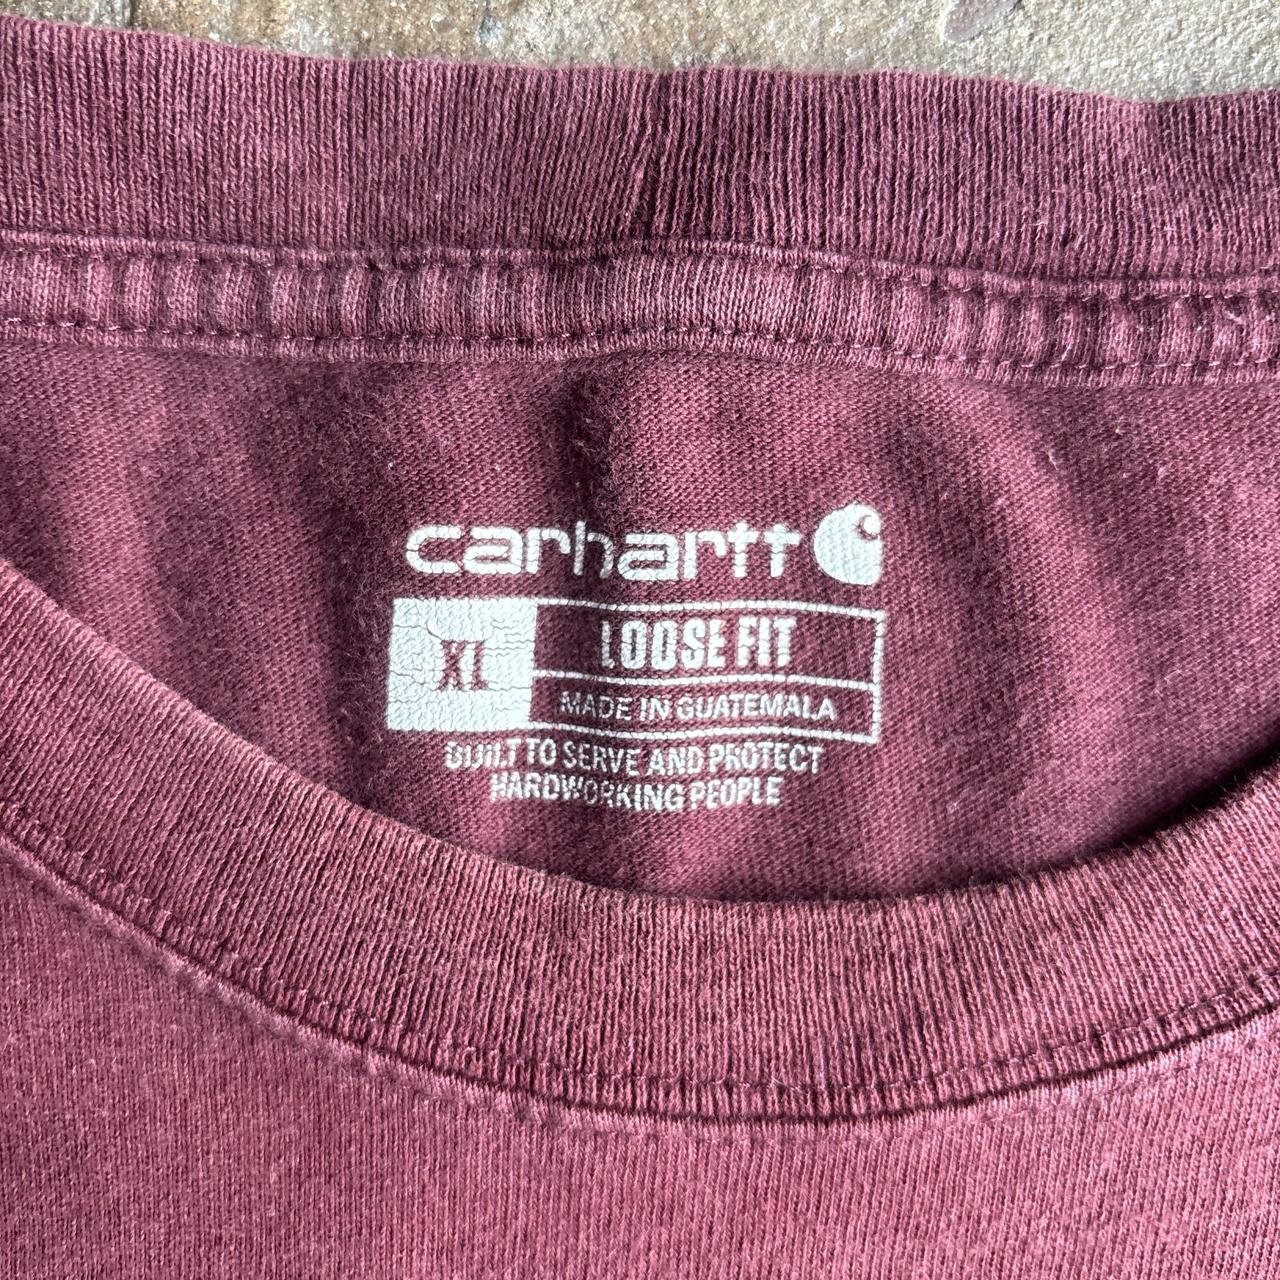 carhartt
XL
LOOSE FIT
MADE IN GUATEMALA
BUILT TO SERVE AND PROTECT
HARDWORKING PEOPLE